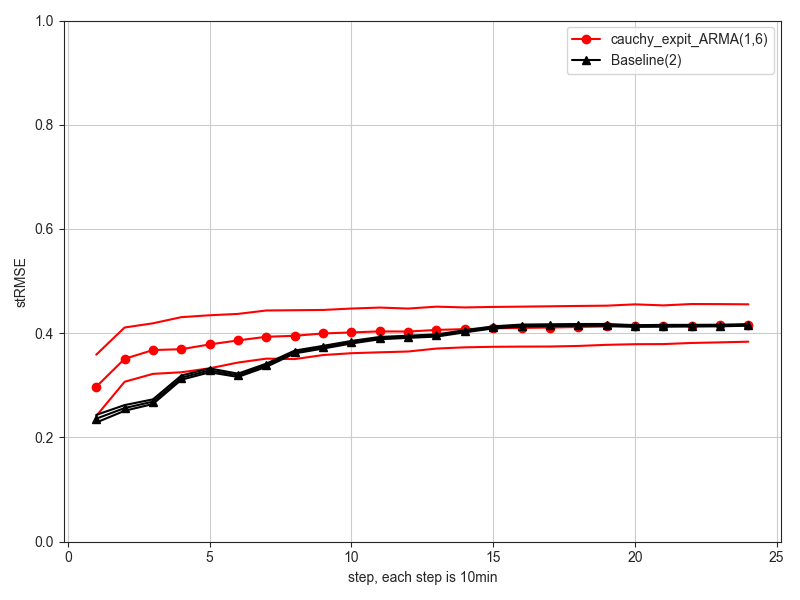 1.0
0.8
0.6
0.4
0.2
0.0
stRMSE
cauchy_expit_ARMA(1,6)
Baseline(2)
0 5 10 15 20 25
step, each step is 10min